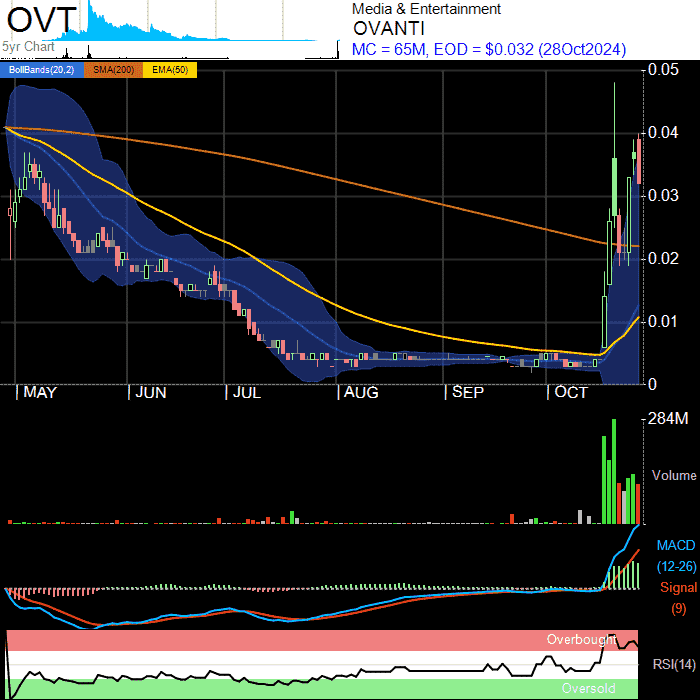 OVT
5yr Chart
Media & Entertainment
OVANTI
MC = 65M, EOD = $0.032 (28Oct2024)
BollBands(20,2) SMA(200) EMA(50)
0.05
0.04
0.03
0.02
0.01
0
MAY JUN JUL AUG SEP OCT
284M
Volume
MACD
(12-26)
Signal
(9)
Overbought
RSI(14)
Oversold